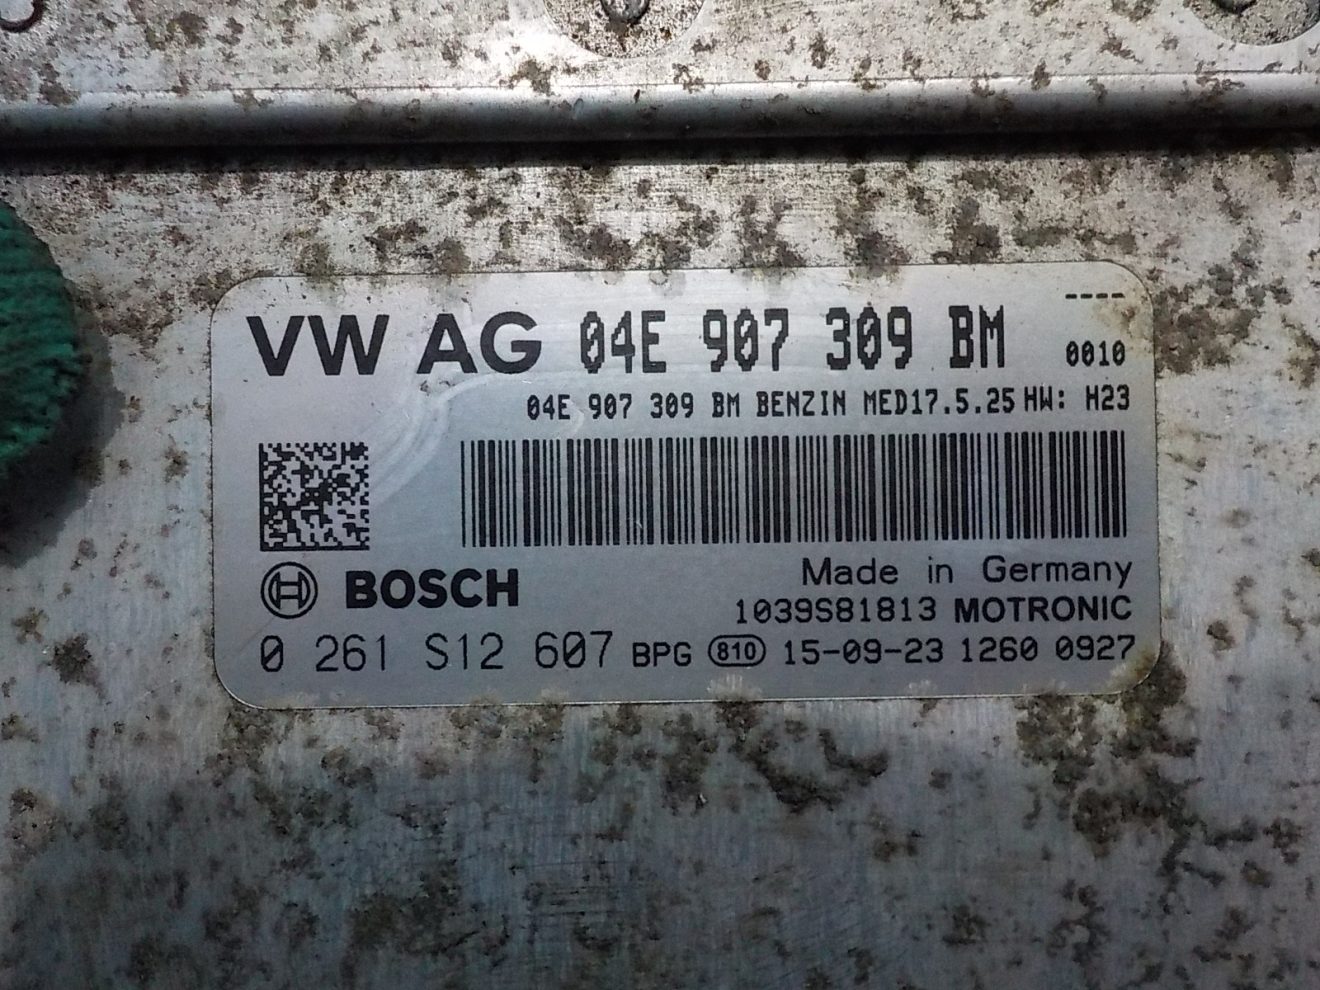 ----
VW AG 04E 907 309 BM 0010
04E 907 309 BM BENZIN MED17.5.25 HW: H23
BOSCH
Made in Germany
1039S81813 MOTRONIC
0 261 S12 607 BPG 810 15-09-23 1260 0927